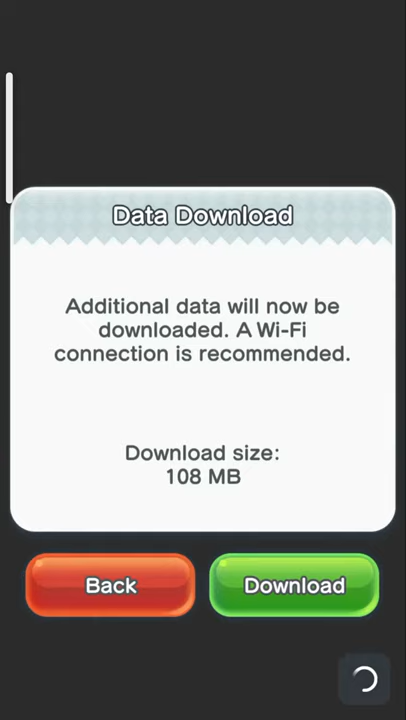 Data Download
Additional data will now be
downloaded. A Wi-Fi
connection is recommended.
Download size:
108 MB
Back
Download